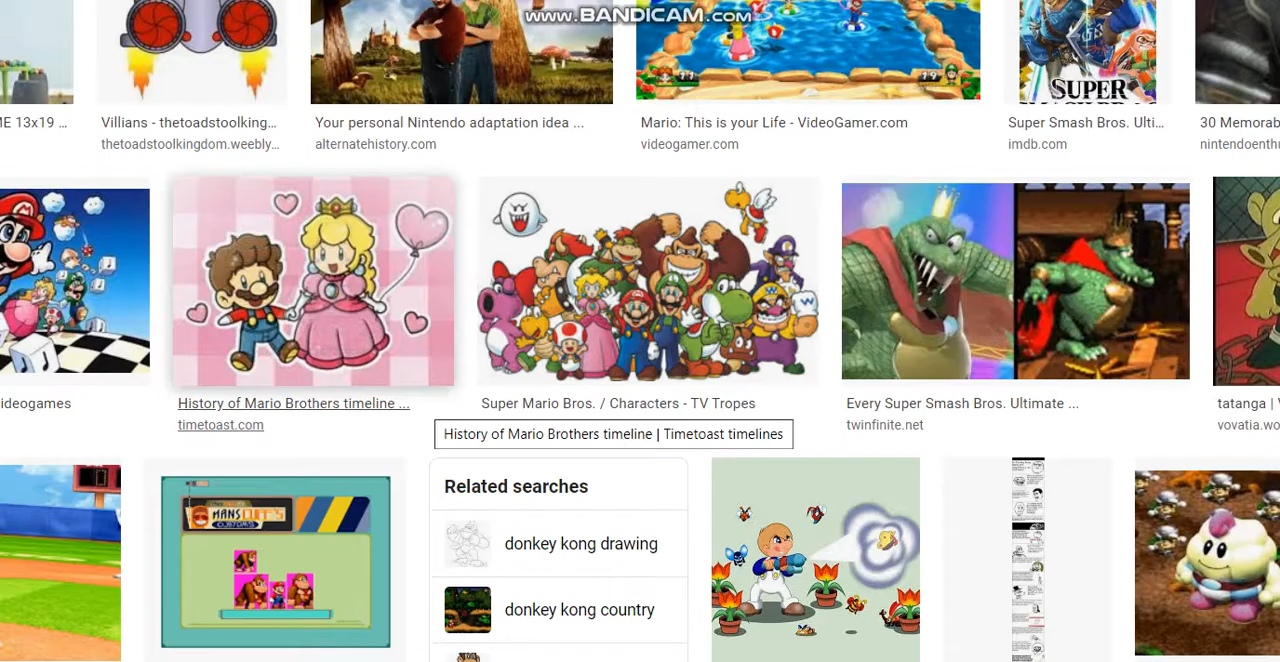 www.BANDICAM.com
SUPER
ME 13x19 ...
Villians - thetoadstoolking...
thetoadstoolkingdom.weebly...
Your personal Nintendo adaptation idea ...
alternatehistory.com
Mario: This is your Life - VideoGamer.com
videogamer.com
Super Smash Bros. Ulti...
imdb.com
30 Memorab
nintendoenth
ideogames
History of Mario Brothers timeline ...
timetoast.com
Super Mario Bros. / Characters - TV Tropes
Every Super Smash Bros. Ultimate ...
twinfinite.net
tatanga |
vovatia.wo
History of Mario Brothers timeline | Timetoast timelines
Related searches
donkey kong drawing
donkey kong country